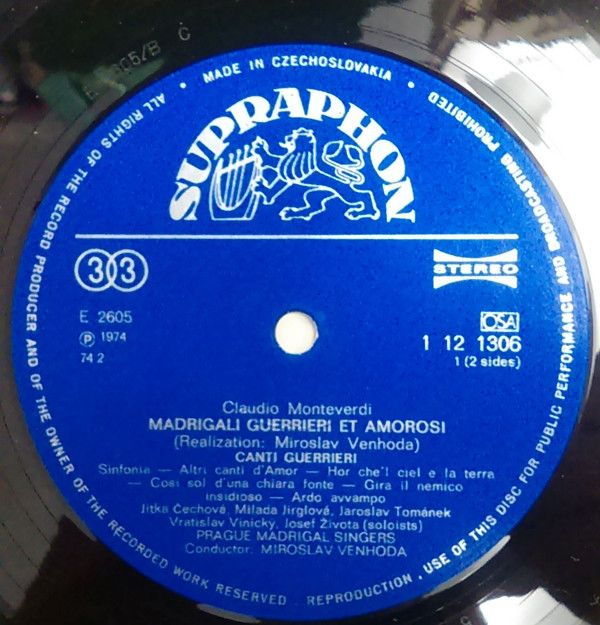 MADE IN CZECHOSLOVAKIA •
ALL RIGHTS OF THE RECORD PRODUCER AND OF THE OWNER OF THE RECORDED WORK RESERVED . REPRODUCTION , USE OF THIS DISC FOR PUBLIC PERFORMANCE AND BROADCASTING PROHIBITED
SUPRAPHON
33
STEREO
E 2605
℗ 1974
74 2
OSA
1 12 1306
1 (2 sides)
Claudio Monteverdi
MADRIGALI GUERRIERI ET AMOROSI
(Realization: Miroslav Venhoda)
CANTI GUERRIERI
Sinfonia — Altri canti d'Amor — Hor che'l ciel e la terra
— Cosi sol d'una chiara fonte — Gira il nemico
insidioso — Ardo avvampo
Jitka Čechová, Milada Jirglová, Jaroslav Tománek
Vratislav Vinický, Josef Života (soloists)
PRAGUE MADRIGAL SINGERS
Conductor: MIROSLAV VENHODA